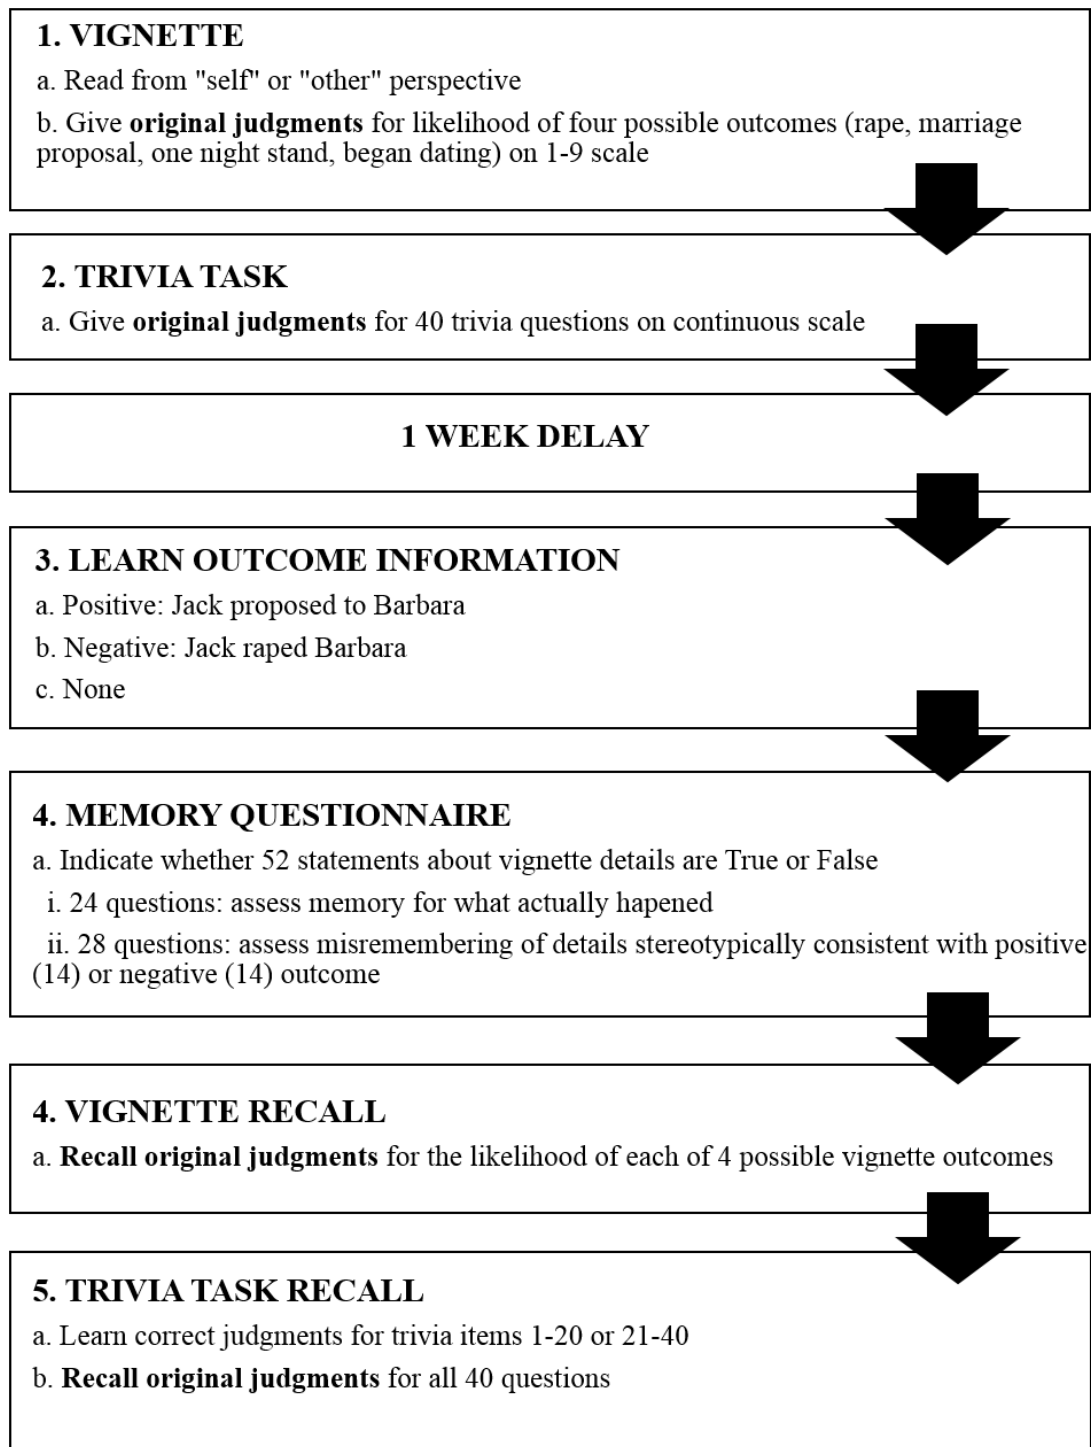 1. VIGNETTE
a. Read from "self" or "other" perspective
b. Give original judgments for likelihood of four possible outcomes (rape, marriage
proposal, one night stand, began dating) on 1-9 scale
2. TRIVIA TASK
a. Give original judgments for 40 trivia questions on continuous scale
1 WEEK DELAY
3. LEARN OUTCOME INFORMATION
a. Positive: Jack proposed to Barbara
b. Negative: Jack raped Barbara
c. None
4. MEMORY QUESTIONNAIRE
a. Indicate whether 52 statements about vignette details are True or False
i. 24 questions: assess memory for what actually hapened
ii. 28 questions: assess misremembering of details stereotypically consistent with positive
(14) or negative (14) outcome
4. VIGNETTE RECALL
a. Recall original judgments for the likelihood of each of 4 possible vignette outcomes
5. TRIVIA TASK RECALL
a. Learn correct judgments for trivia items 1-20 or 21-40
b. Recall original judgments for all 40 questions